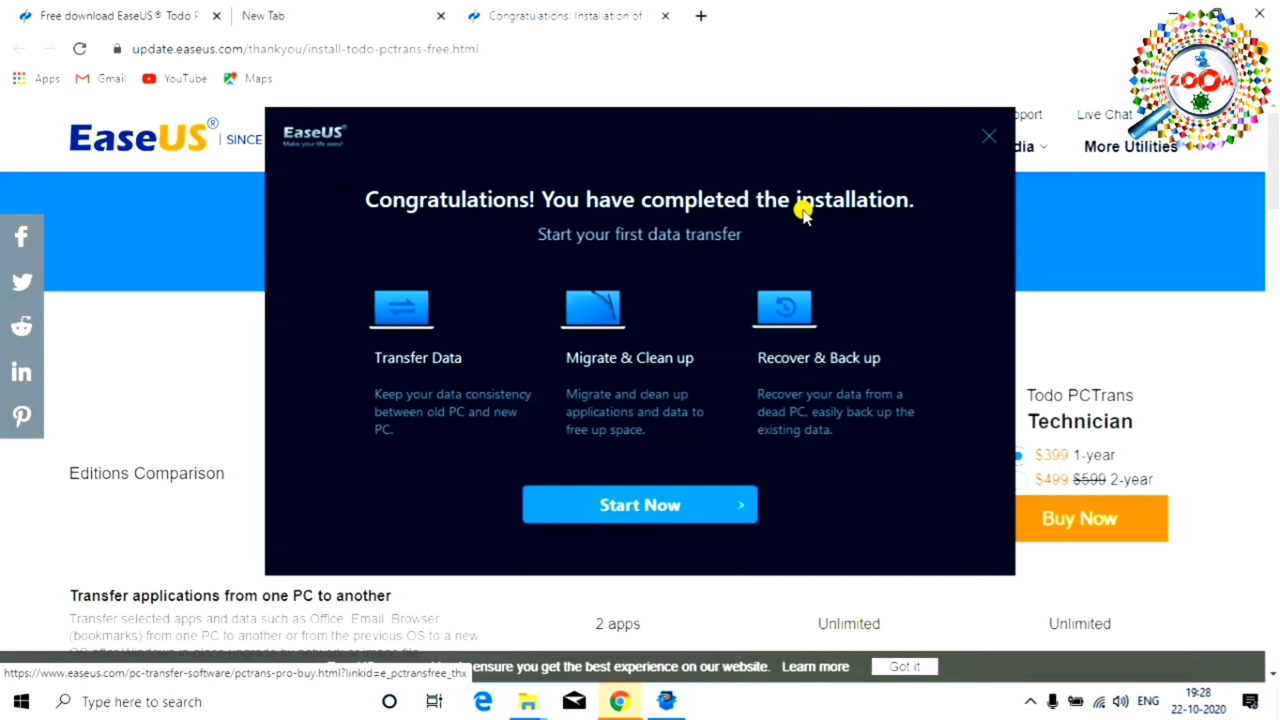 Free download EaseUS® Todo P
New Tab
Congratulations: Installation of
update.easeus.com/thankyou/install-todo-pctrans-free.html
Apps
Gmail
YouTube
Maps
ZOOM
EaseUS® | SINCE
pport
Live Chat
dia
More Utilities
EaseUS®
Make your life easy!
Congratulations! You have completed the installation.
Start your first data transfer
Transfer Data
Migrate & Clean up
Recover & Back up
Keep your data consistency
between old PC and new
PC.
Migrate and clean up
applications and data to
free up space.
Recover your data from a
dead PC, easily back up the
existing data.
Start Now
Todo PCTrans
Technician
$399 1-year
$499 $599 2-year
Buy Now
Editions Comparison
Transfer applications from one PC to another
Transfer selected apps and data such as Office, Email, Browser
(bookmarks) from one PC to another or from the previous OS to a new
2 apps
Unlimited
Unlimited
ensure you get the best experience on our website. Learn more
Got it
https://www.easeus.com/pc-transfer-software/pctrans-pro-buy.html?linkid=e_pctransfree_thx
Type here to search
ENG
19:28
22-10-2020